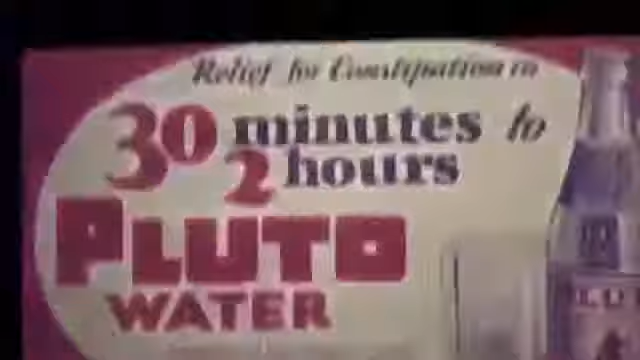 Relief for Constipation in
30 minutes to
2 hours
PLUTO
WATER